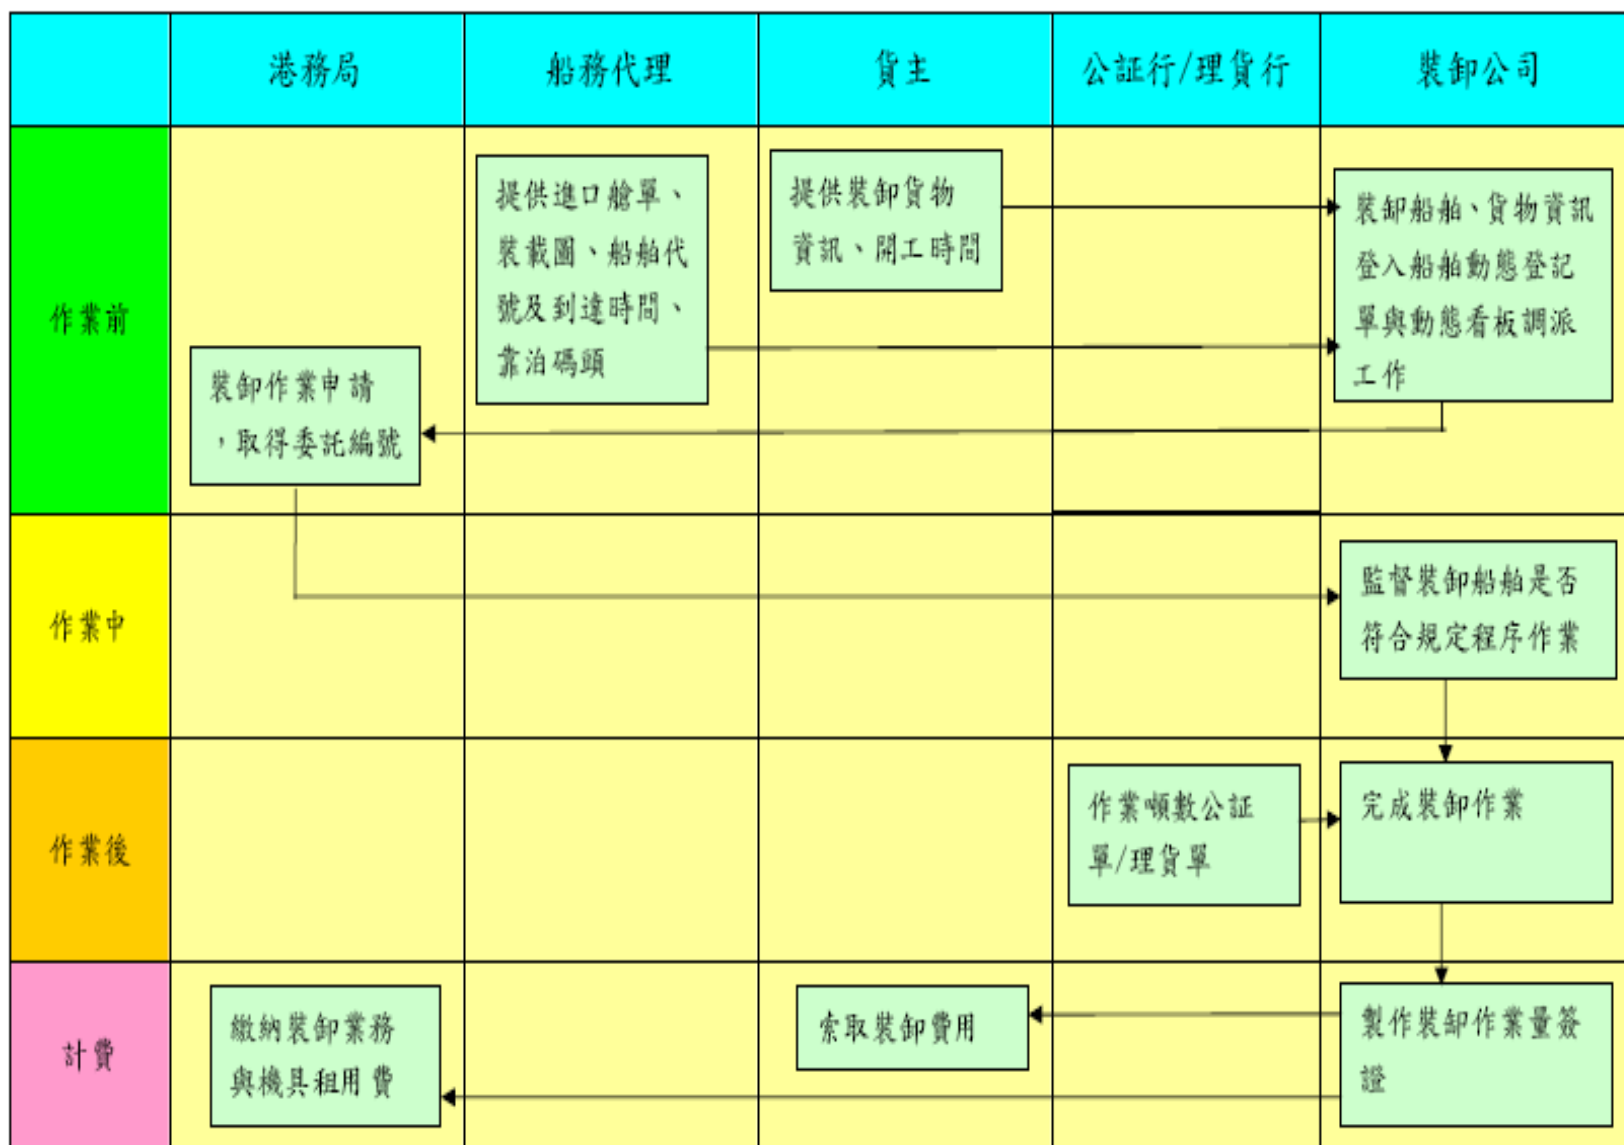 港務局
船務代理
貨主
公証行/理貨行
裝卸公司
作業前
提供進口艙單、
裝載圖、船舶代
號及到達時間、
靠泊碼頭
提供裝卸貨物
資訊、開工時間
裝卸船舶、貨物資訊
登入船舶動態登記
單與動態看板調派
工作
裝卸作業申請
，取得委託編號
作業中
監督裝卸船舶是否
符合規定程序作業
作業後
作業噸數公証
單/理貨單
完成裝卸作業
計費
繳納裝卸業務
與機具租用費
索取裝卸費用
製作裝卸作業量簽
證